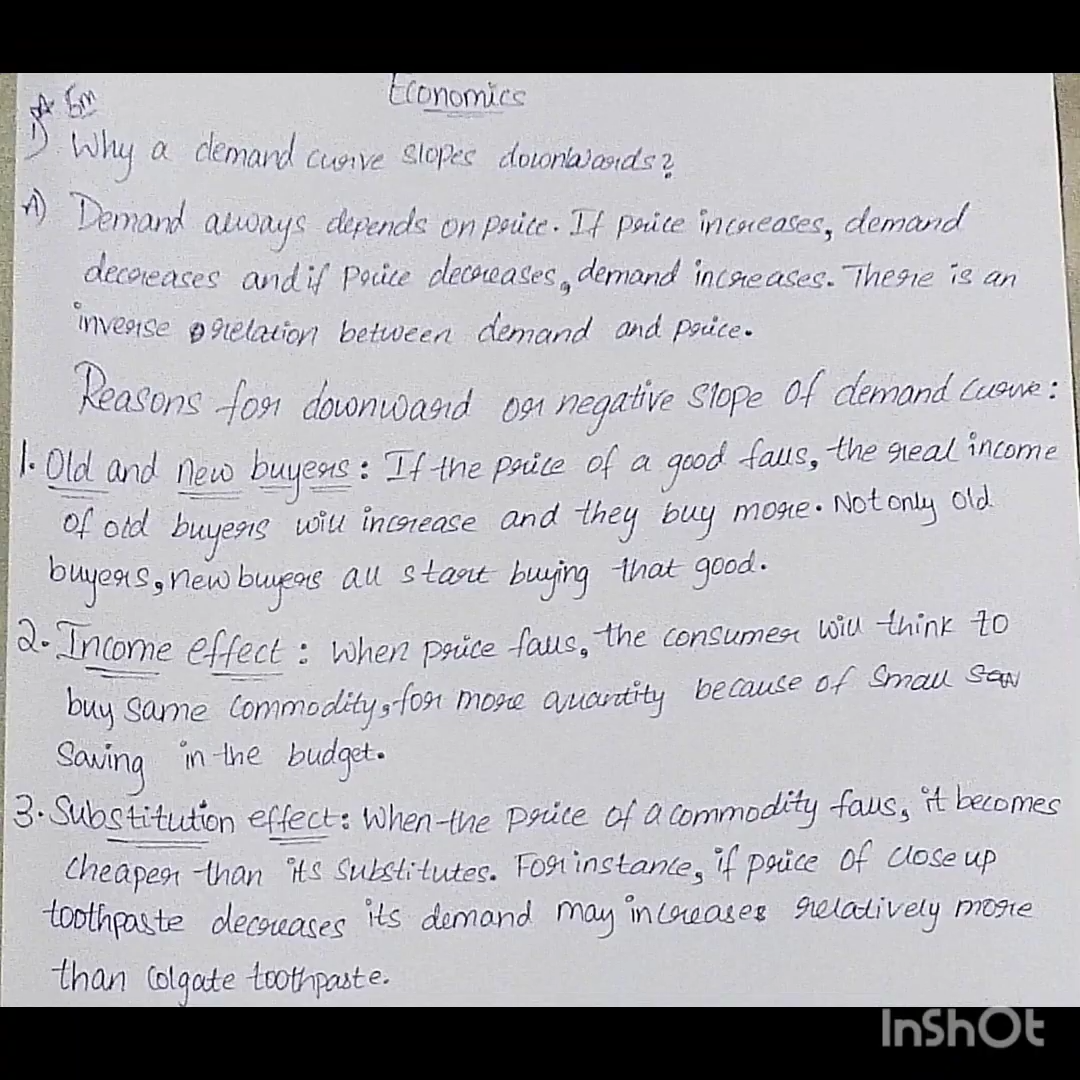 Economics
5m
1) Why a demand curve slopes downwards?
A) Demand always depends on price. If price increases, demand
decreases and if price decreases, demand increases. There is an
inverse relation between demand and price.
Reasons for downward or negative slope of demand curve:
1. Old and new buyers: If the price of a good falls, the real income
of old buyers will increase and they buy more. Not only old
buyers, new buyers all start buying that good.
2. Income effect: When price falls, the consumer will think to
buy same commodity, for more quantity because of small
saving in the budget.
3. Substitution effect: When the price of a commodity falls, it becomes
cheaper than its substitutes. For instance, if price of close up
toothpaste decreases its demand may increases relatively more
than Colgate toothpaste.
InShOt